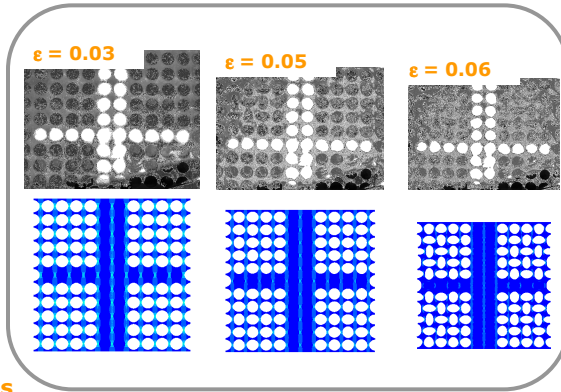 ε = 0.03
ε = 0.05
ε = 0.06
s